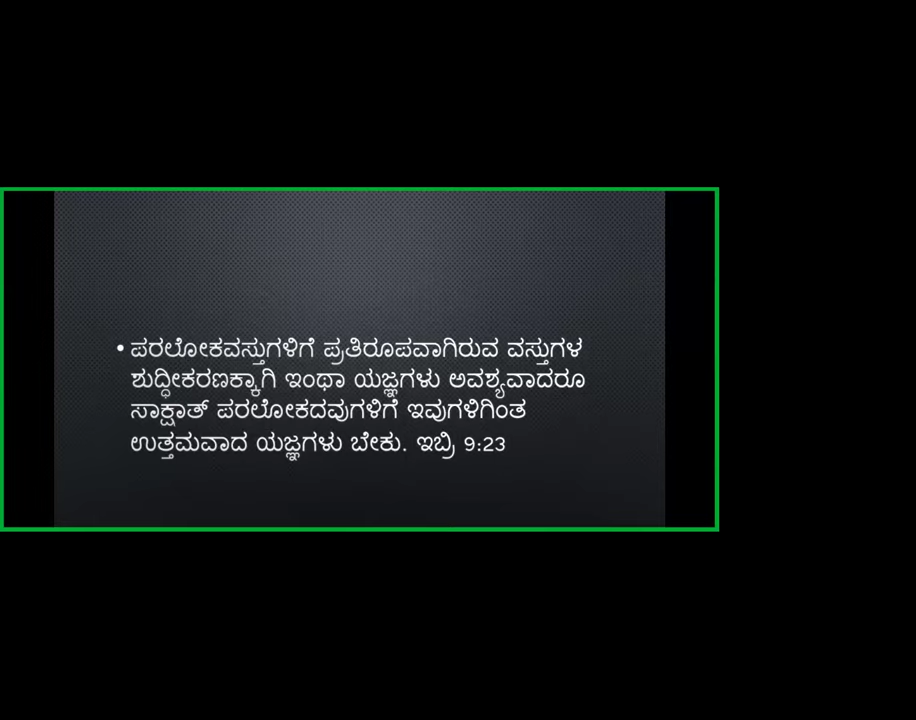 • ಪರಲೋಕವಸ್ತುಗಳಿಗೆ ಪ್ರತಿರೂಪವಾಗಿರುವ ವಸ್ತುಗಳ
ಶುದ್ಧೀಕರಣಕ್ಕಾಗಿ ಇಂಥಾ ಯಜ್ಞಗಳು ಅವಶ್ಯವಾದರೂ
ಸಾಕ್ಷಾತ್ ಪರಲೋಕದವುಗಳಿಗೆ ಇವುಗಳಿಗಿಂತ
ಉತ್ತಮವಾದ ಯಜ್ಞಗಳು ಬೇಕು. ಇಬ್ರಿ 9:23